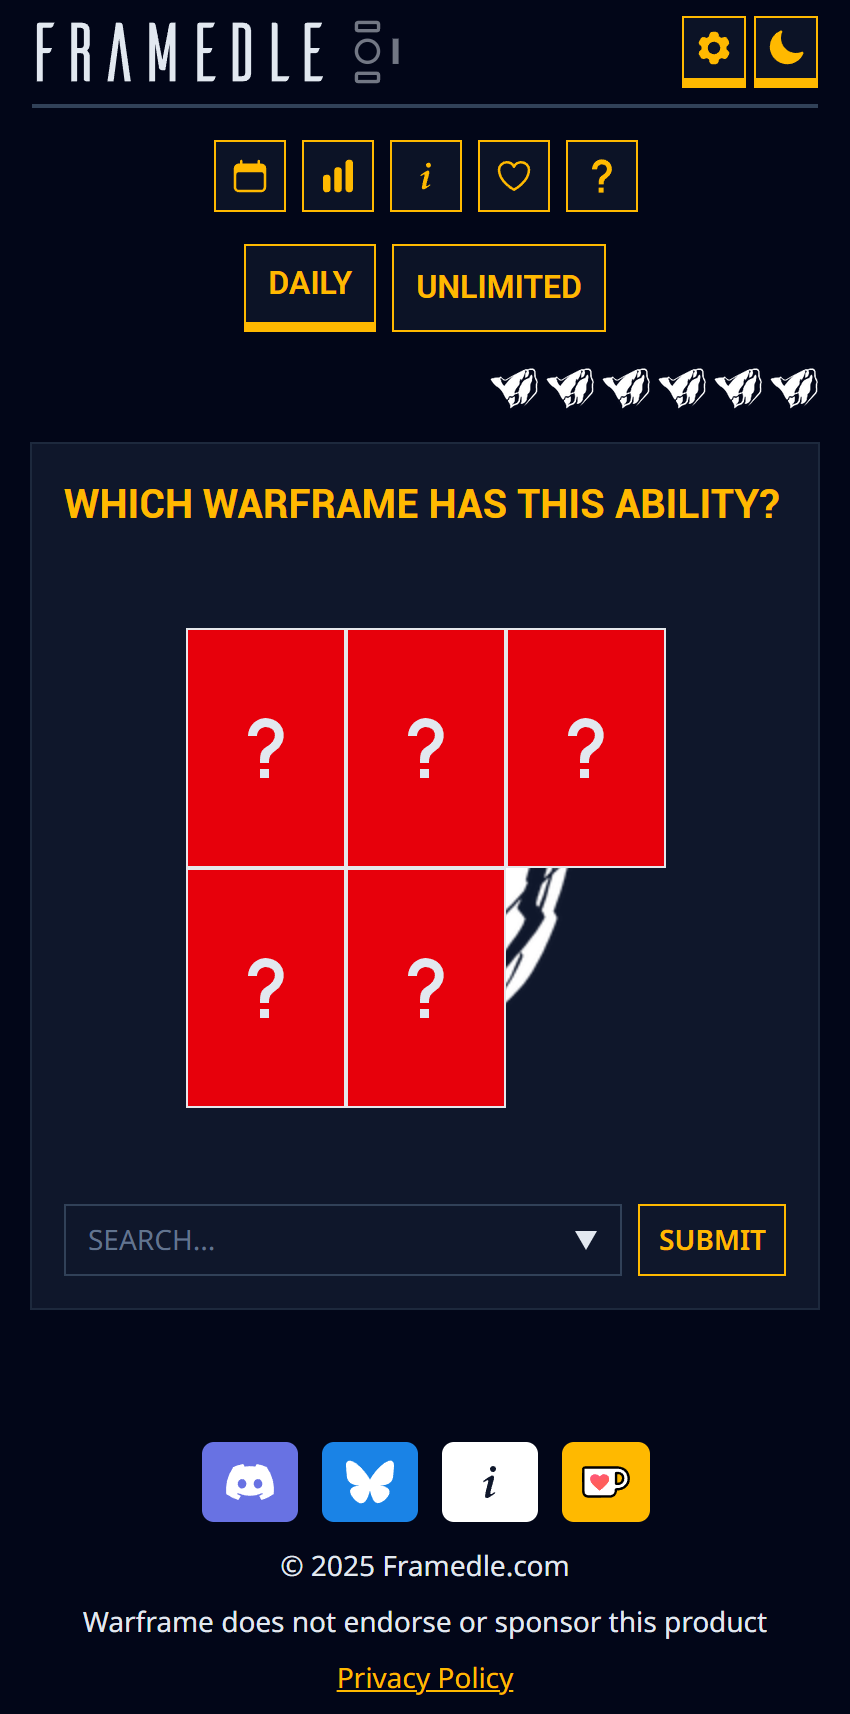 FRAMEDLE
i ?
DAILY UNLIMITED
WHICH WARFRAME HAS THIS ABILITY?
? ? ?
? ?
SEARCH... SUBMIT
i
© 2025 Framedle.com
Warframe does not endorse or sponsor this product
Privacy Policy